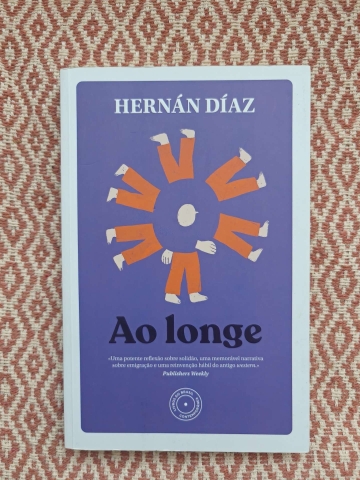 HERNÁN DÍAZ
Ao longe
«Uma potente reflexão sobre solidão, uma memorável narrativa
sobre emigração e uma reinvenção hábil do antigo western.»
Publishers Weekly